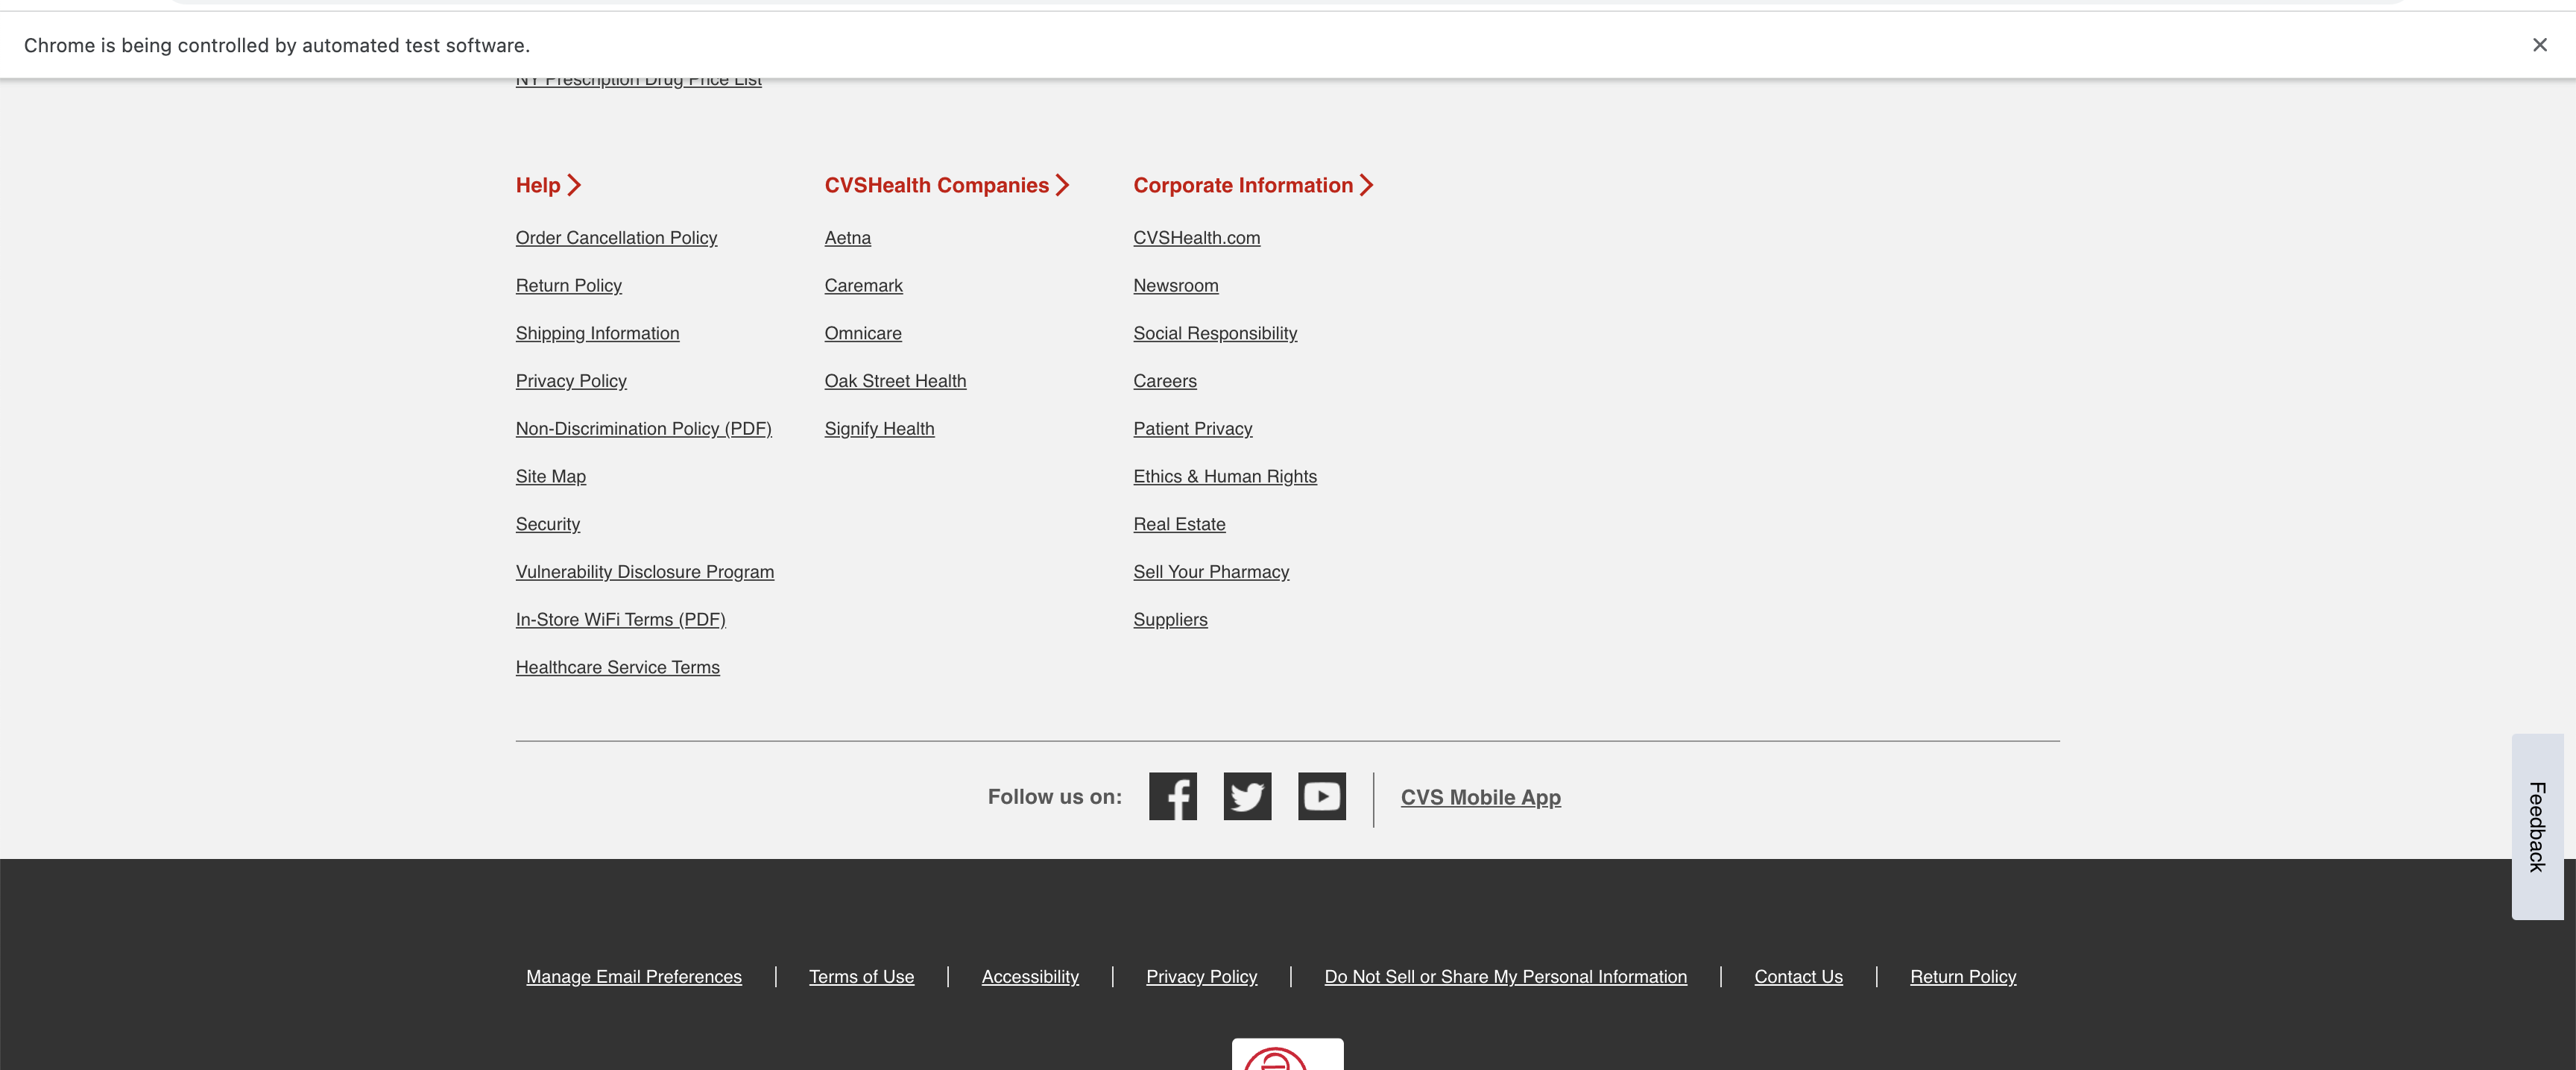 Chrome is being controlled by automated test software.
NY Prescription Drug Price List
Help
Order Cancellation Policy
Return Policy
Shipping Information
Privacy Policy
Non-Discrimination Policy (PDF)
Site Map
Security
Vulnerability Disclosure Program
In-Store WiFi Terms (PDF)
Healthcare Service Terms
CVSHealth Companies
Aetna
Caremark
Omnicare
Oak Street Health
Signify Health
Corporate Information
CVSHealth.com
Newsroom
Social Responsibility
Careers
Patient Privacy
Ethics & Human Rights
Real Estate
Sell Your Pharmacy
Suppliers
Follow us on:
CVS Mobile App
Feedback
Manage Email Preferences | Terms of Use | Accessibility | Privacy Policy | Do Not Sell or Share My Personal Information | Contact Us | Return Policy